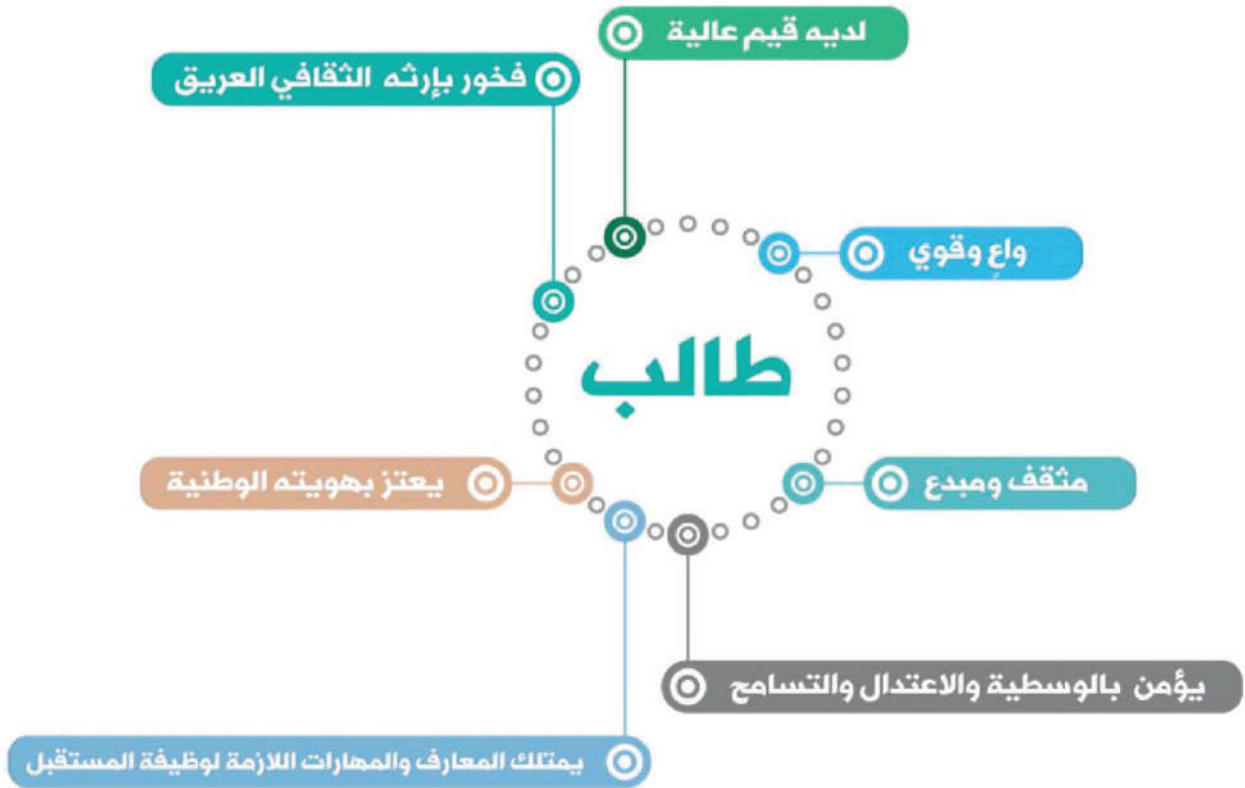 لديه قيم عالية
فخور بإرثه الثقافي العريق
واعٍ وقوي
طالب
مثقف ومبدع
يعتز بهويته الوطنية
يؤمن بالوسطية والاعتدال والتسامح
يمتلك المعارف والمهارات اللازمة لوظيفة المستقبل